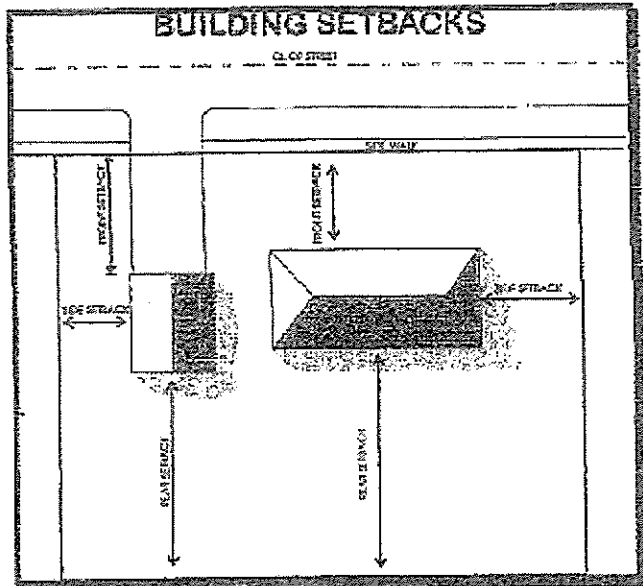 BUILDING SETBACKS
CL OF STREET
SIDE WALK
FRONT SETBACK
FRONT SETBACK
SIDE SETBACK
SIDE SETBACK
REAR SETBACK
REAR SETBACK